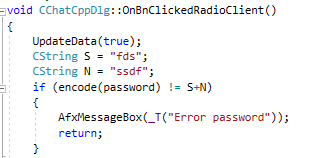 void CChatCppDlg::OnBnClickedRadioClient()
{
UpdateData(true);
CString S = "fds";
CString N = "ssdf";
if (encode(password) != S+N)
{
AfxMessageBox(_T("Error password"));
return;
}